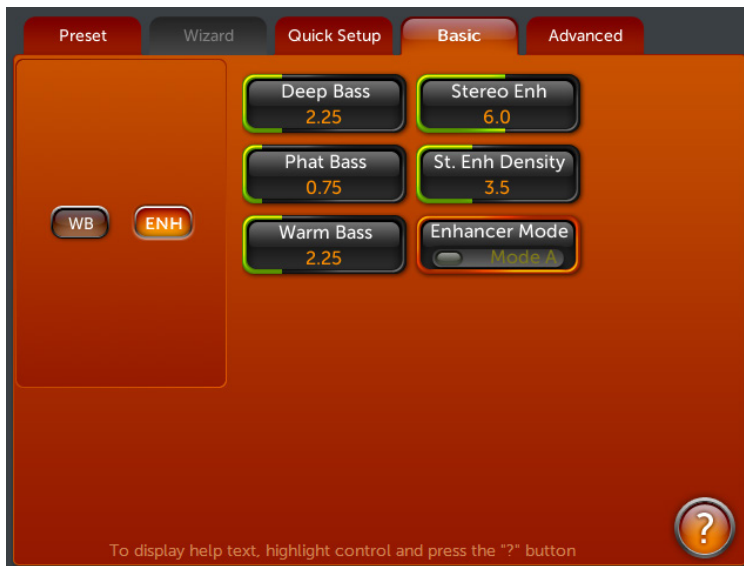 Preset
Wizard
Quick Setup
Basic
Advanced
WB
ENH
Deep Bass
2.25
Stereo Enh
6.0
Phat Bass
0.75
St. Enh Density
3.5
Warm Bass
2.25
Enhancer Mode
Mode A
To display help text, highlight control and press the "?" button
?